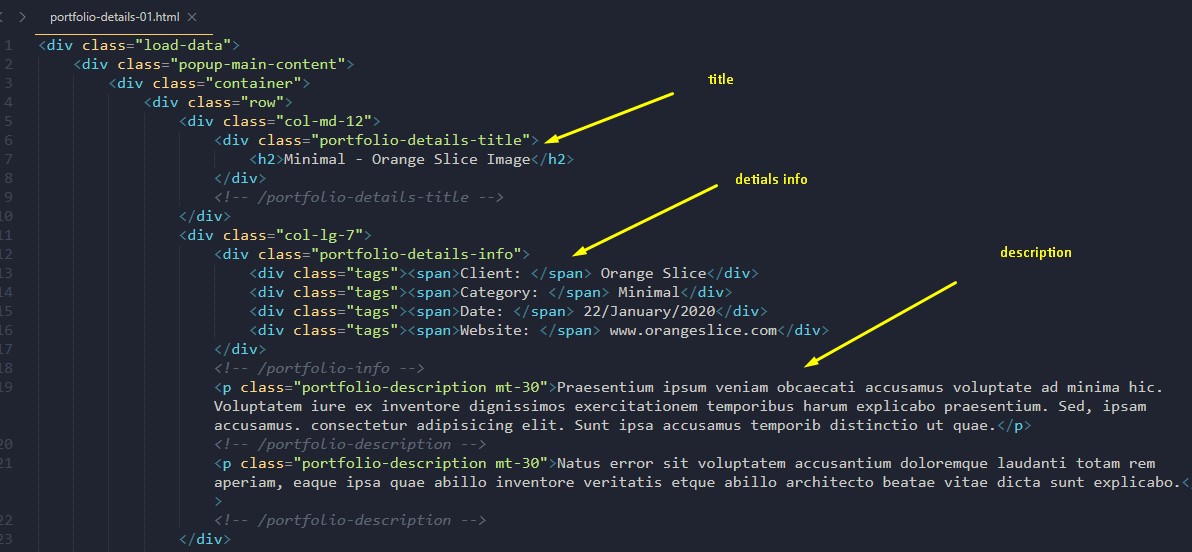 portfolio-details-01.html ×
1 <div class="load-data">
2 <div class="popup-main-content">
title
3 <div class="container">
4 <div class="row">
5 <div class="col-md-12">
6 <div class="portfolio-details-title">
7 <h2>Minimal - Orange Slice Image</h2>
8 </div>
detials info
9 <!-- /portfolio-details-title -->
10 </div>
11 <div class="col-lg-7">
12 <div class="portfolio-details-info">
description
13 <div class="tags"><span>Client: </span> Orange Slice</div>
14 <div class="tags"><span>Category: </span> Minimal</div>
15 <div class="tags"><span>Date: </span> 22/January/2020</div>
16 <div class="tags"><span>Website: </span> www.orangeslice.com</div>
17 </div>
18 <!-- /portfolio-info -->
19 <p class="portfolio-description mt-30">Praesentium ipsum veniam obcaecati accusamus voluptate ad minima hic.
Voluptatem iure ex inventore dignissimos exercitationem temporibus harum explicabo praesentium. Sed, ipsam
accusamus. consectetur adipisicing elit. Sunt ipsa accusamus temporib distinctio ut quae.</p>
20 <!-- /portfolio-description -->
21 <p class="portfolio-description mt-30">Natus error sit voluptatem accusantium doloremque laudanti totam rem
aperiam, eaque ipsa quae abillo inventore veritatis etque abillo architecto beatae vitae dicta sunt explicabo.<
>
22 <!-- /portfolio-description -->
23 </div>